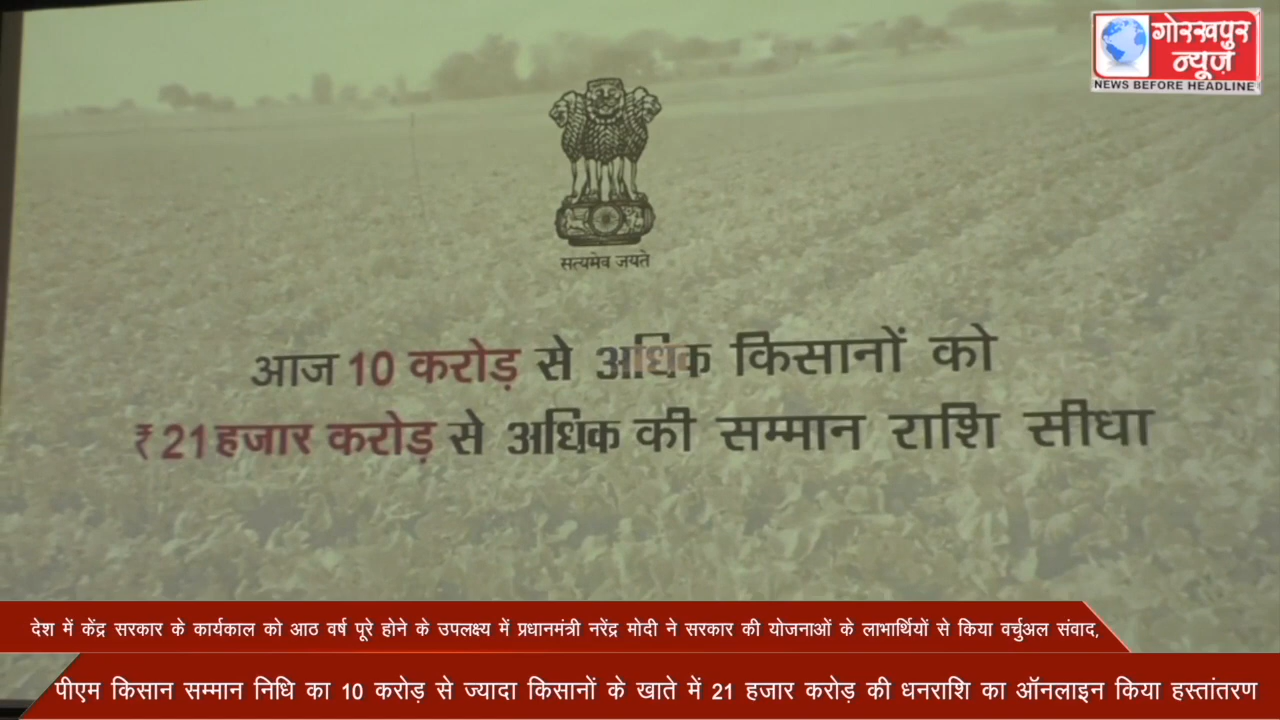 गोरखपुर
न्यूज़
NEWS BEFORE HEADLINE
सत्यमेव जयते
आज 10 करोड़ से अधिक किसानों को
₹ 21 हजार करोड़ से अधिक की सम्मान राशि सीधा
देश में केंद्र सरकार के कार्यकाल को आठ वर्ष पूरे होने के उपलक्ष्य में प्रधानमंत्री नरेंद्र मोदी ने सरकार की योजनाओं के लाभार्थियों से किया वर्चुअल संवाद,
पीएम किसान सम्मान निधि का 10 करोड़ से ज्यादा किसानों के खाते में 21 हजार करोड़ की धनराशि का ऑनलाइन किया हस्तांतरण